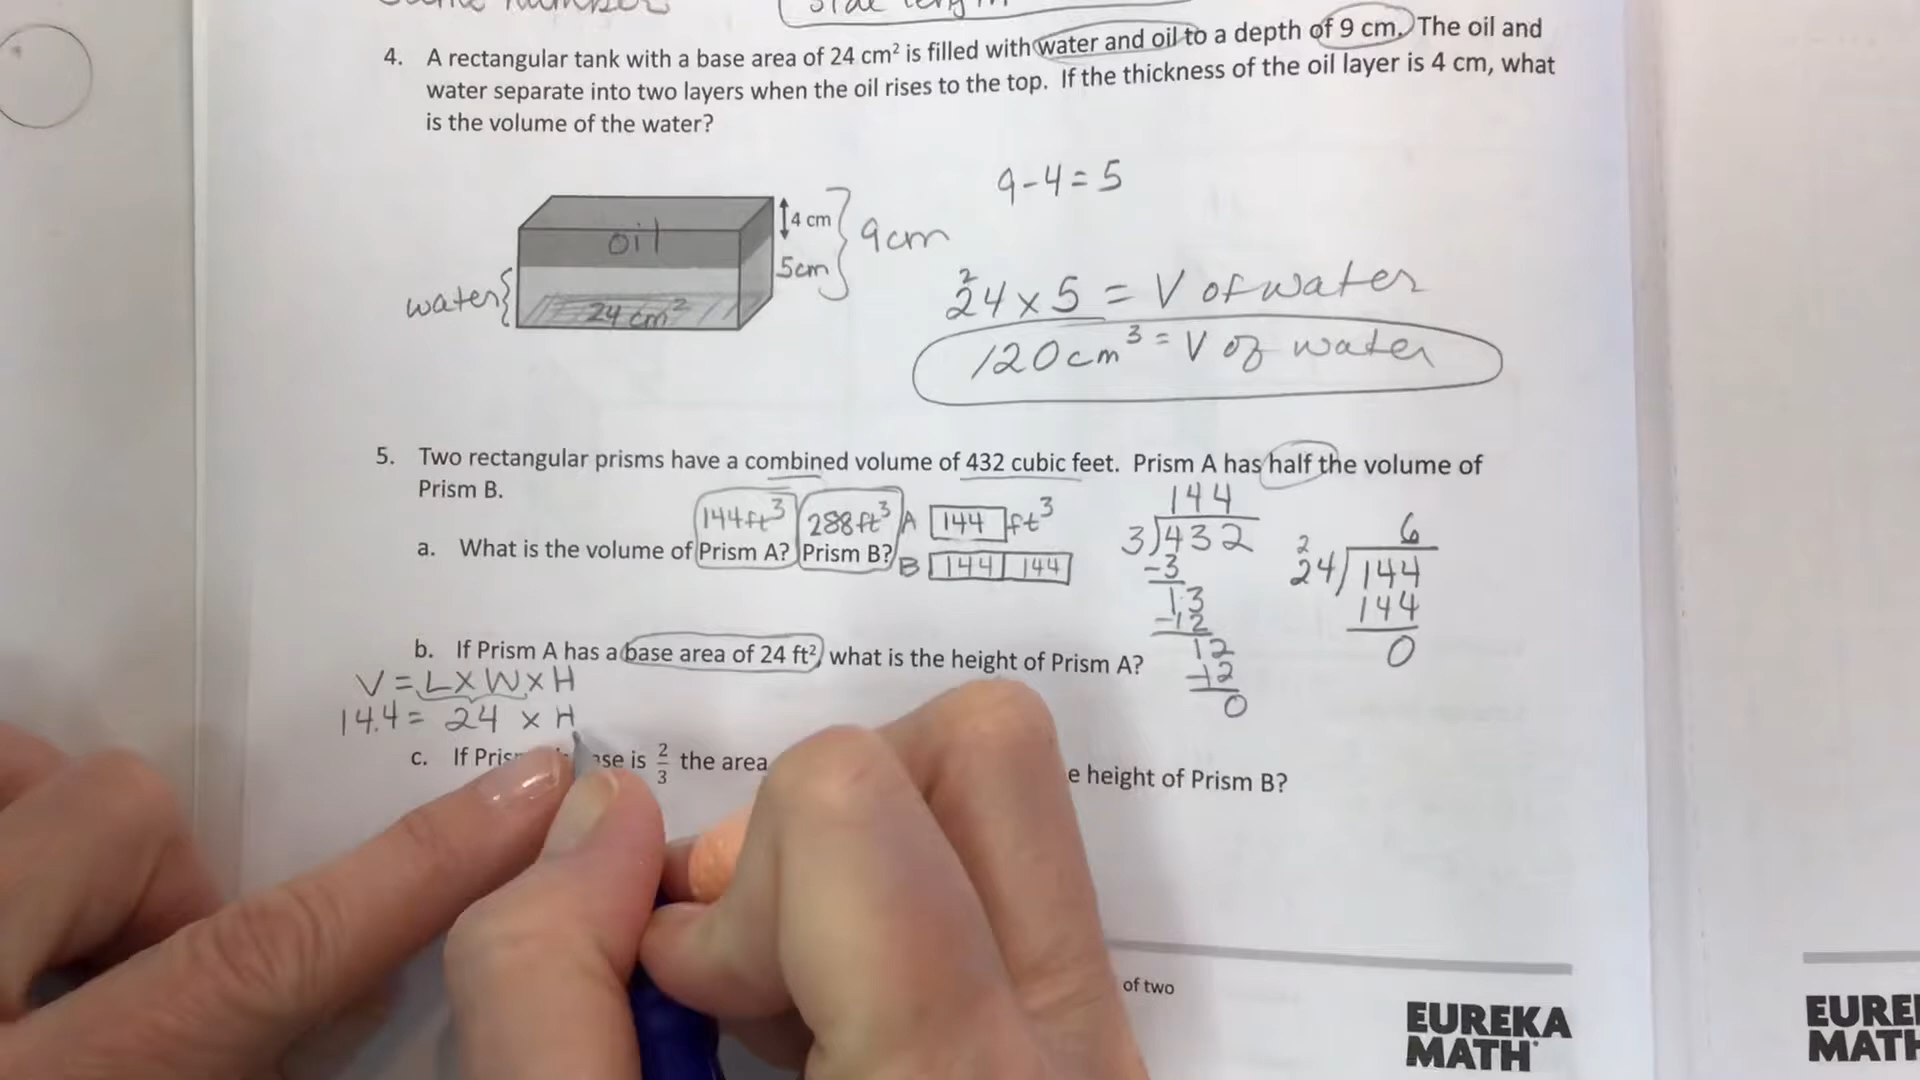 4. A rectangular tank with a base area of 24 cm² is filled with water and oil to a depth of 9 cm. The oil and
water separate into two layers when the oil rises to the top. If the thickness of the oil layer is 4 cm, what
is the volume of the water?
9-4=5
oil
4 cm
9cm
5cm
water
24 cm²
24 x 5 = V of water
120cm³ = V of water
5. Two rectangular prisms have a combined volume of 432 cubic feet. Prism A has half the volume of
Prism B.
144ft³ 288ft³ A 144 ft³
a. What is the volume of Prism A? Prism B?
B 144 144
144
3)432
-3
13
-12
12
-12
0
6
2
24)144
144
0
b. If Prism A has a base area of 24 ft², what is the height of Prism A?
V = L X W X H
14.4 = 24 x H
c. If base is 2/3 the area height of Prism B?
of two
EUREKA
MATH
MATH